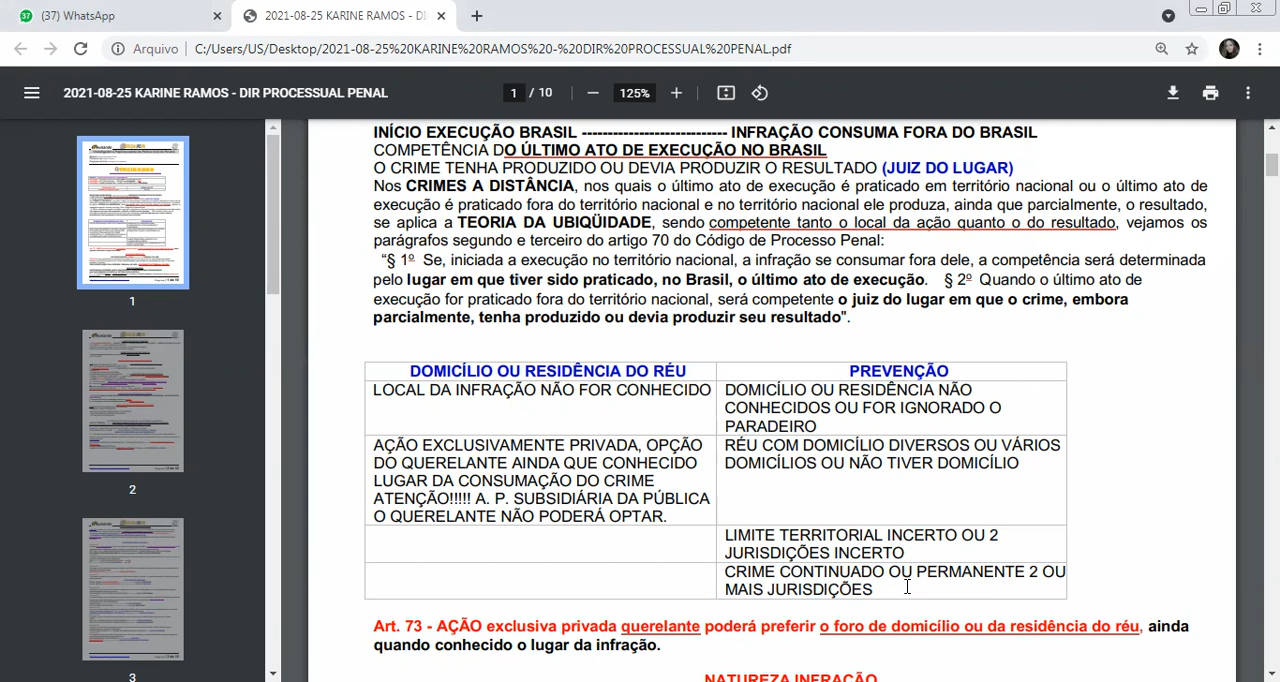 (37) WhatsApp
2021-08-25 KARINE RAMOS - DI
Arquivo
C:/Users/US/Desktop/2021-08-25%20KARINE%20RAMOS%20-%20DIR%20PROCESSUAL%20PENAL.pdf
2021-08-25 KARINE RAMOS - DIR PROCESSUAL PENAL
1 / 10
125%
INÍCIO EXECUÇÃO BRASIL --------------------------- INFRAÇÃO CONSUMA FORA DO BRASIL
COMPETÊNCIA DO ÚLTIMO ATO DE EXECUÇÃO NO BRASIL
O CRIME TENHA PRODUZIDO OU DEVIA PRODUZIR O RESULTADO (JUIZ DO LUGAR)
Nos CRIMES A DISTÂNCIA, nos quais o último ato de execução é praticado em território nacional ou o último ato de
execução é praticado fora do território nacional e no território nacional se produza, ainda que parcialmente, o resultado,
se aplica a TEORIA DA UBIQÜIDADE, sendo competente tanto o local da ação quanto o do resultado, vejamos os
parágrafos segundo e terceiro do artigo 70 do Código de Processo Penal:
“§ 1º Se, iniciada a execução no território nacional, a infração se consumar fora dele, a competência será determinada
pelo lugar em que tiver sido praticado, no Brasil, o último ato de execução. § 2º Quando o último ato de
execução for praticado fora do território nacional, será competente o juiz do lugar em que o crime, embora
parcialmente, tenha produzido ou devia produzir seu resultado”.
DOMICÍLIO OU RESIDÊNCIA DO RÉU
PREVENÇÃO
LOCAL DA INFRAÇÃO NÃO FOR CONHECIDO
DOMICÍLIO OU RESIDÊNCIA NÃO
CONHECIDOS OU FOR IGNORADO O
PARADEIRO
AÇÃO EXCLUSIVAMENTE PRIVADA, OPÇÃO
DO QUERELANTE AINDA QUE CONHECIDO
LUGAR DA CONSUMAÇÃO DO CRIME
ATENÇÃO!!!!! A. P. SUBSIDIÁRIA DA PÚBLICA
O QUERELANTE NÃO PODERÁ OPTAR.
RÉU COM DOMICÍLIO DIVERSOS OU VÁRIOS
DOMICÍLIOS OU NÃO TIVER DOMICÍLIO
LIMITE TERRITORIAL INCERTO OU 2
JURISDIÇÕES INCERTO
CRIME CONTINUADO OU PERMANENTE 2 OU
MAIS JURISDIÇÕES
Art. 73 - AÇÃO exclusiva privada querelante poderá preferir o foro de domicílio ou da residência do réu, ainda
quando conhecido o lugar da infração.
NATUREZA INFRAÇÃO
1
2
3